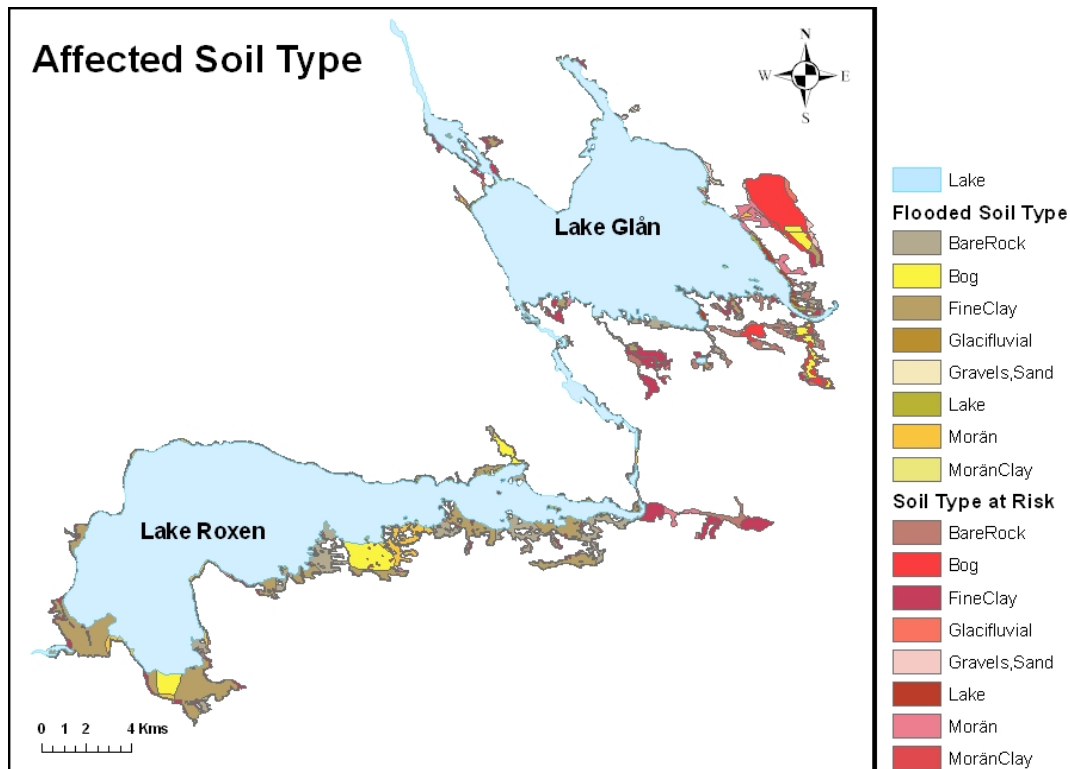 Affected Soil Type
N
W E
S
Lake Glån
Lake Roxen
0 1 2 4 Kms
Lake
Flooded Soil Type
BareRock
Bog
FineClay
Glacifluvial
Gravels,Sand
Lake
Morän
MoränClay
Soil Type at Risk
BareRock
Bog
FineClay
Glacifluvial
Gravels,Sand
Lake
Morän
MoränClay